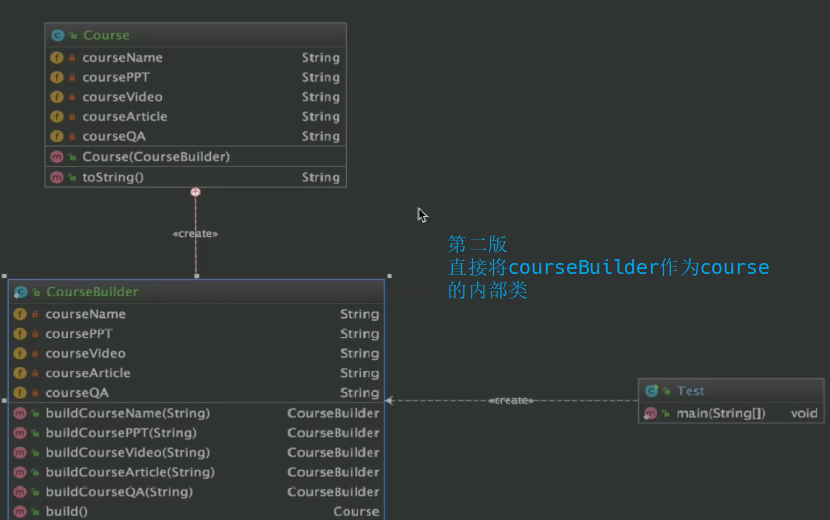 Course
courseName String
coursePPT String
courseVideo String
courseArticle String
courseQA String
Course(CourseBuilder)
toString() String
«create»
第二版
直接将courseBuilder作为course
的内部类
CourseBuilder
courseName String
coursePPT String
courseVideo String
courseArticle String
courseQA String
buildCourseName(String) CourseBuilder
buildCoursePPT(String) CourseBuilder
buildCourseVideo(String) CourseBuilder
buildCourseArticle(String) CourseBuilder
buildCourseQA(String) CourseBuilder
build() Course
«create»
Test
main(String[]) void